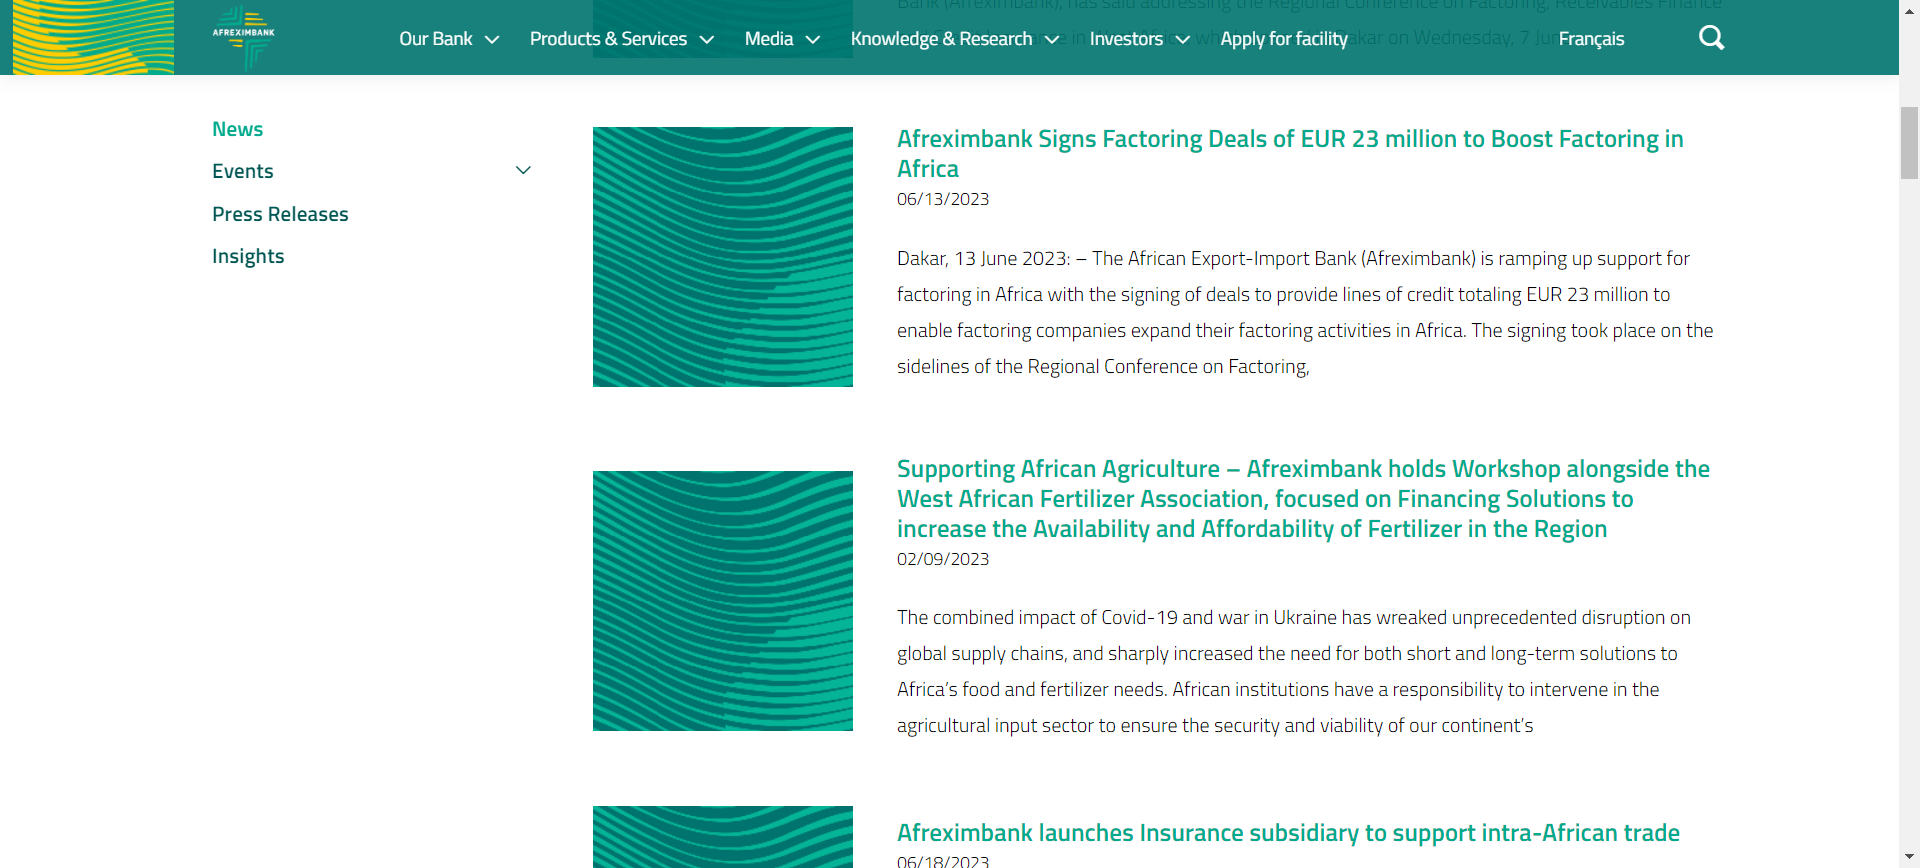 Bank (Afreximbank), has said addressing the Regional Conference on Factoring, Receivables Finance
AFREXIMBANK
Our Bank
Products & Services
Media
Knowledge & Research
Investors
Apply for facility
Dakar on Wednesday, 7
Français
News
Events
Press Releases
Insights
Afreximbank Signs Factoring Deals of EUR 23 million to Boost Factoring in
Africa
06/13/2023
Dakar, 13 June 2023: – The African Export-Import Bank (Afreximbank) is ramping up support for
factoring in Africa with the signing of deals to provide lines of credit totaling EUR 23 million to
enable factoring companies expand their factoring activities in Africa. The signing took place on the
sidelines of the Regional Conference on Factoring,
Supporting African Agriculture – Afreximbank holds Workshop alongside the
West African Fertilizer Association, focused on Financing Solutions to
increase the Availability and Affordability of Fertilizer in the Region
02/09/2023
The combined impact of Covid-19 and war in Ukraine has wreaked unprecedented disruption on
global supply chains, and sharply increased the need for both short and long-term solutions to
Africa’s food and fertilizer needs. African institutions have a responsibility to intervene in the
agricultural input sector to ensure the security and viability of our continent’s
Afreximbank launches Insurance subsidiary to support intra-African trade
06/18/2023